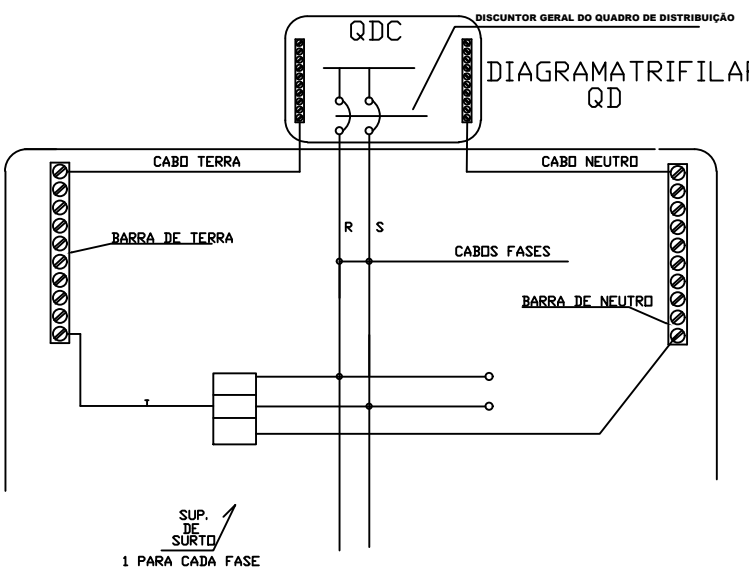 DISCUNTOR GERAL DO QUADRO DE DISTRIBUIÇÃO
QDC
DIAGRAMATRIFILAR
QD
CABO TERRA
CABO NEUTRO
R S
BARRA DE TERRA
CABOS FASES
BARRA DE NEUTRO
T
SUP.
DE
SURTO
1 PARA CADA FASE